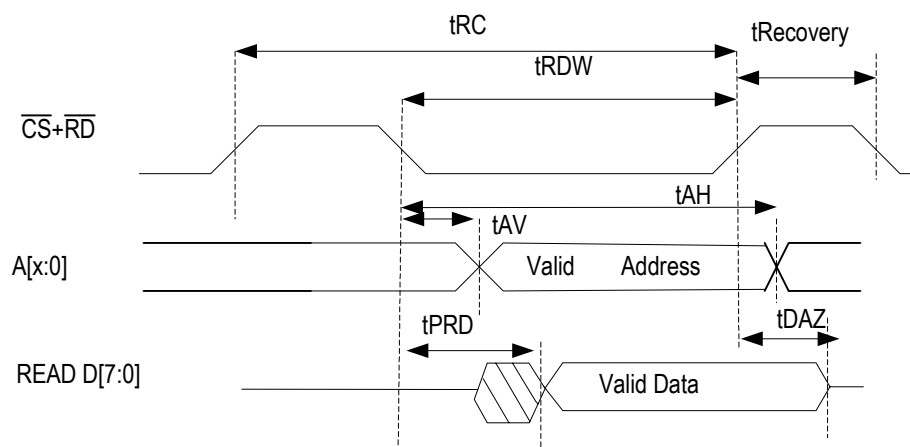 tRC
tRecovery
tRDW
CS+RD
tAH
tAV
A[x:0]
Valid Address
tPRD
tDAZ
READ D[7:0]
Valid Data